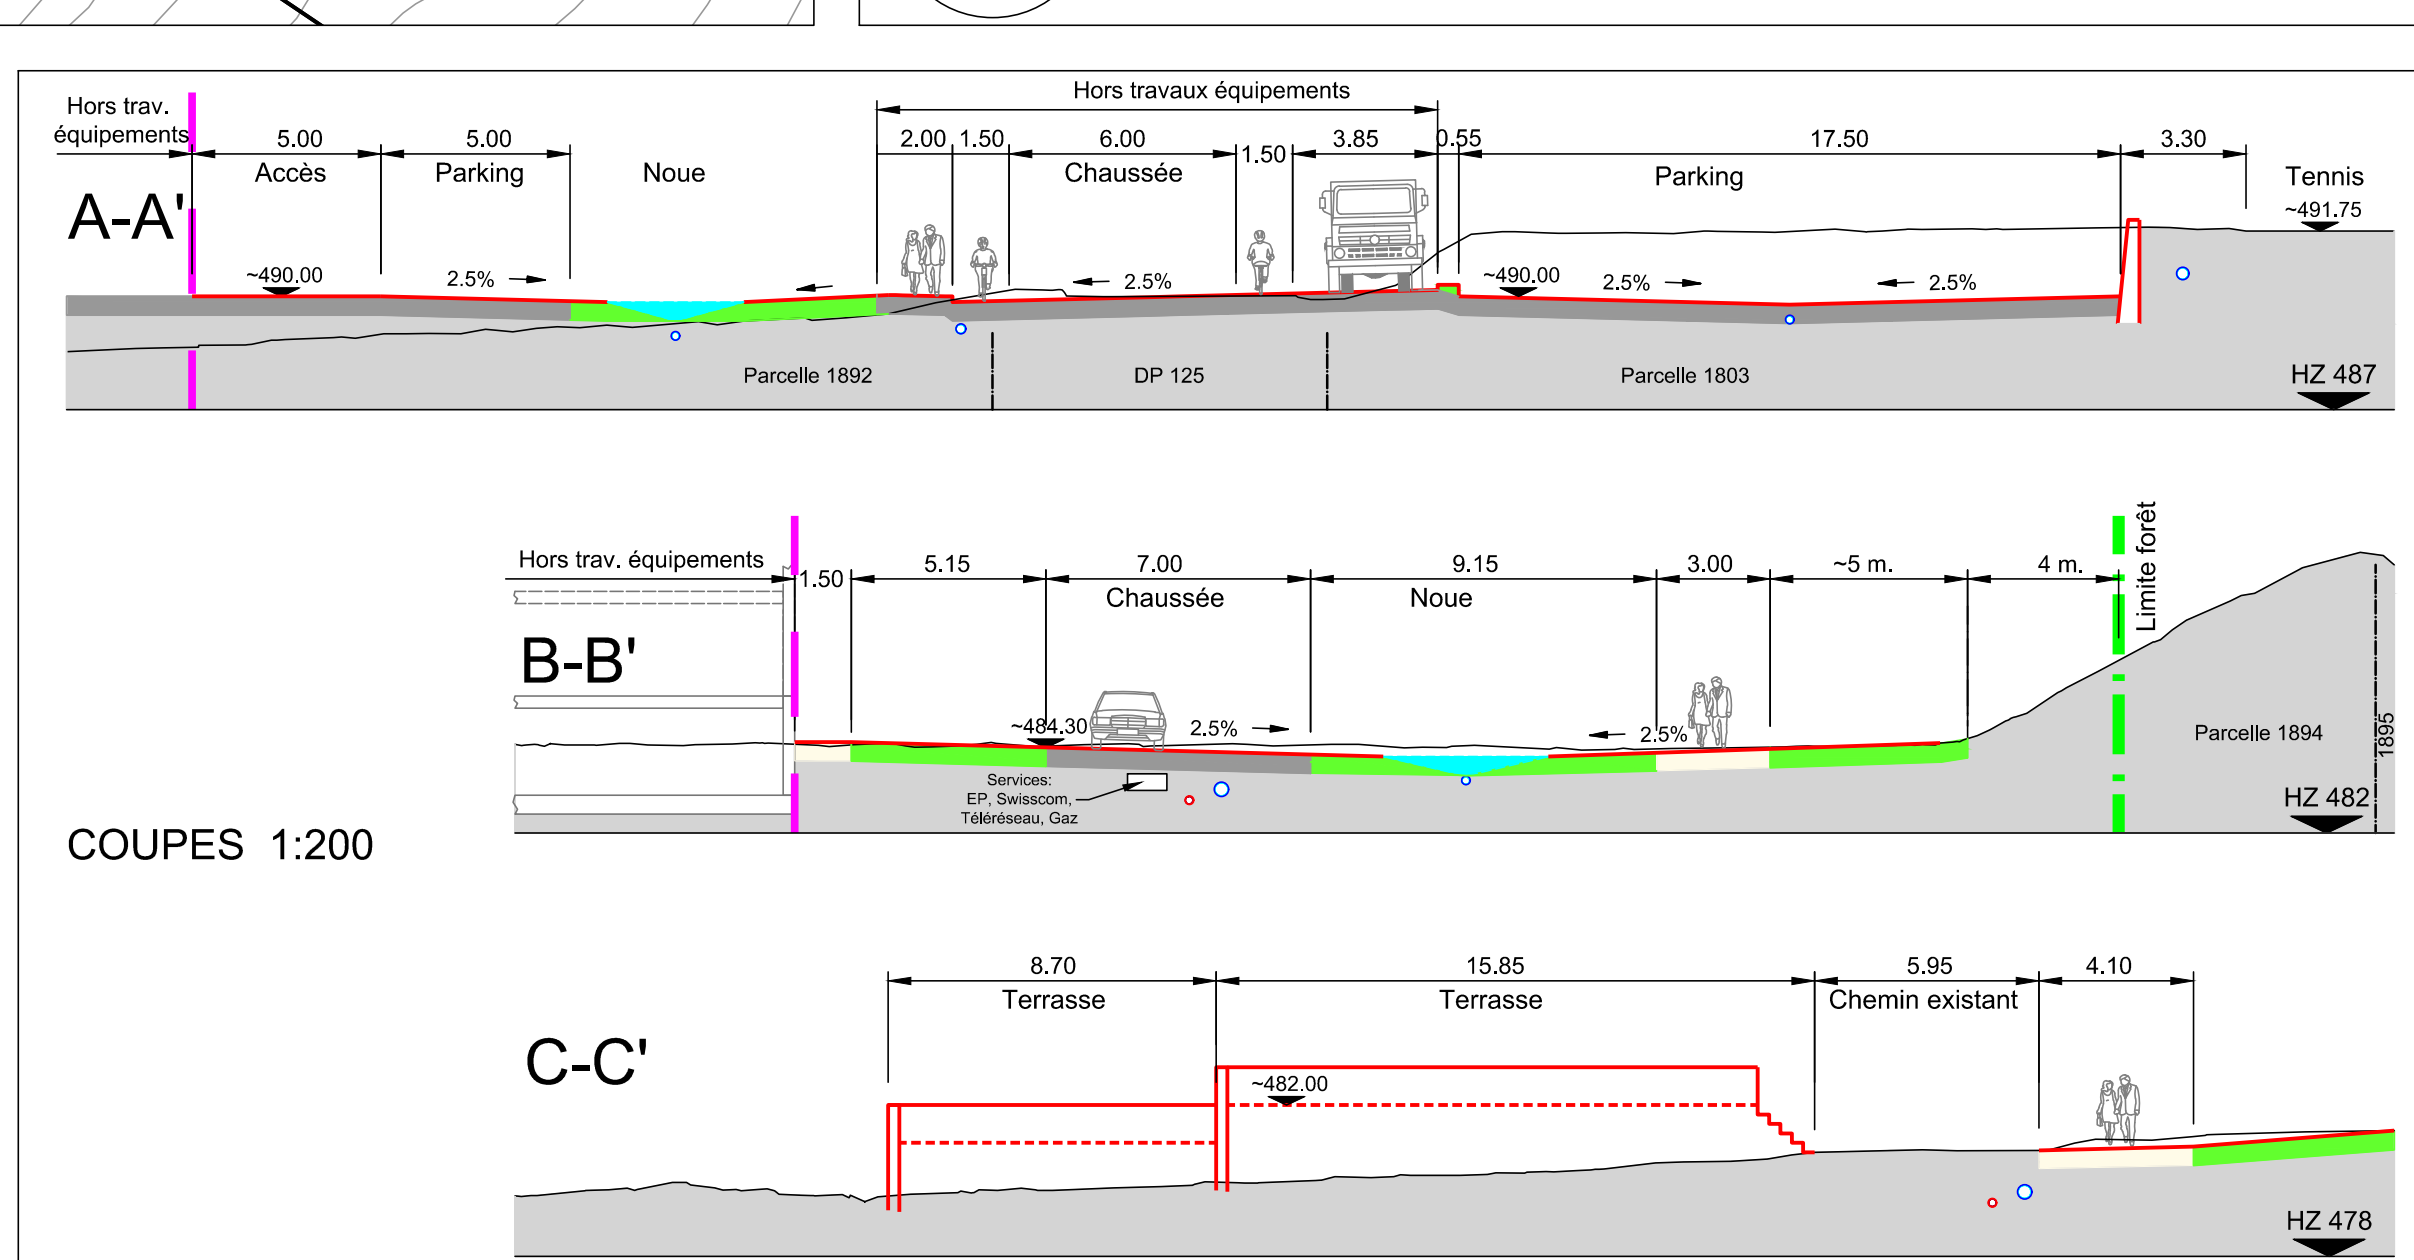 Hors travaux équipements
Hors trav.
équipements
5.00
5.00
2.00
1.50
6.00
1.50
3.85
0.55
17.50
3.30
Accès
Parking
Noue
Chaussée
Parking
Tennis
~491.75
A-A'
~490.00
2.5%
2.5%
~490.00
2.5%
2.5%
Parcelle 1892
DP 125
Parcelle 1803
HZ 487
Limite forêt
Hors trav. équipements
1.50
5.15
7.00
9.15
3.00
~5 m.
4 m.
Chaussée
Noue
B-B'
~484.30
2.5%
2.5%
Parcelle 1894
1895
Services:
EP, Swisscom,
Téléréseau, Gaz
HZ 482
COUPES 1:200
8.70
15.85
5.95
4.10
Terrasse
Terrasse
Chemin existant
C-C'
~482.00
HZ 478